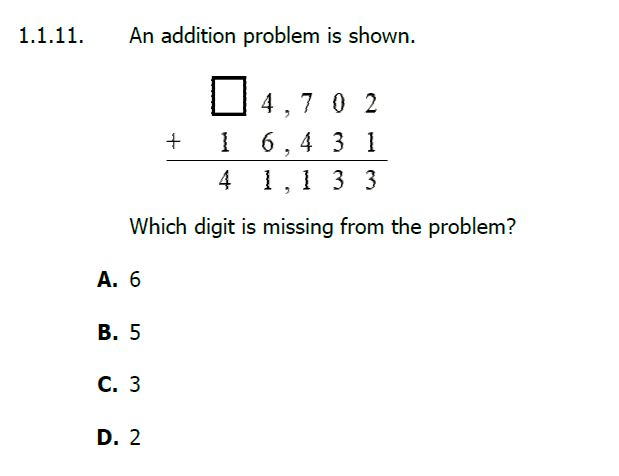 1.1.11. An addition problem is shown.
4,702
+ 16,431
41,133
Which digit is missing from the problem?
A. 6
B. 5
C. 3
D. 2